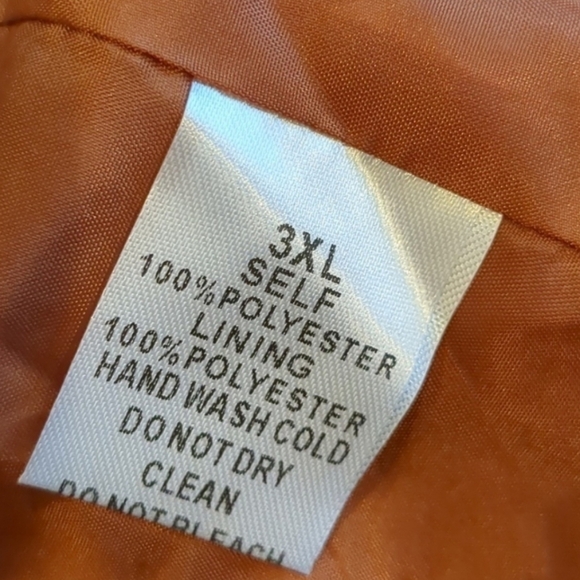 3XL
SELF
100%POLYESTER
LINING
100%POLYESTER
HAND WASH COLD
DO NOT DRY
CLEAN
DO NOT BLEACH